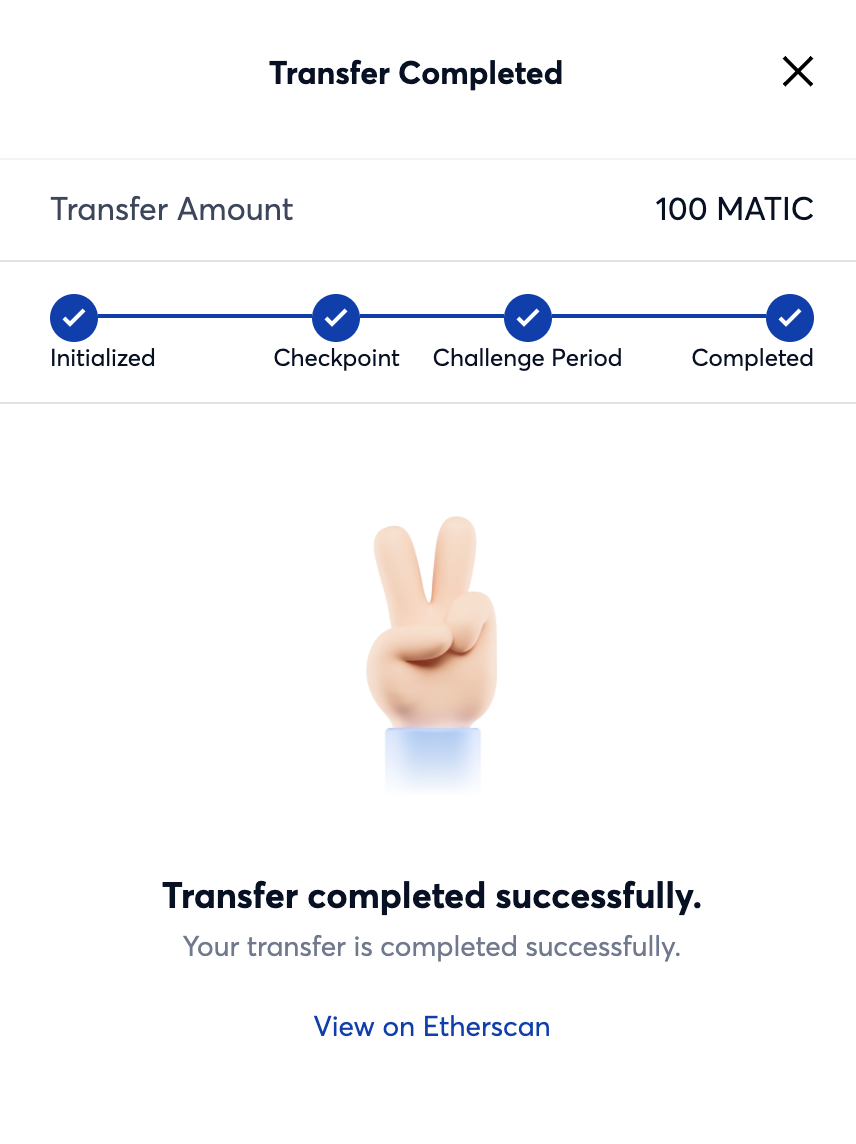 Transfer Completed
Transfer Amount 100 MATIC
Initialized Checkpoint Challenge Period Completed
Transfer completed successfully.
Your transfer is completed successfully.
View on Etherscan